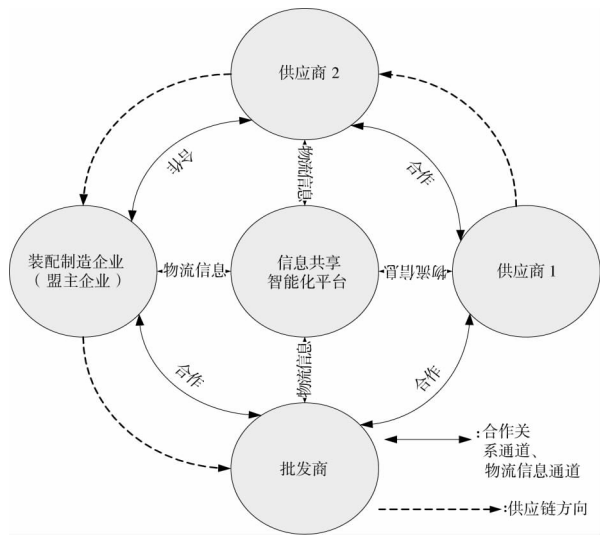 供应商 2
合作
物流信息
合作
装配制造企业
（盟主企业）
物流信息
信息共享
智能化平台
物流信息
供应商 1
合作
物流信息
合作
批发商
:合作关
系通道、
物流信息通道
:供应链方向